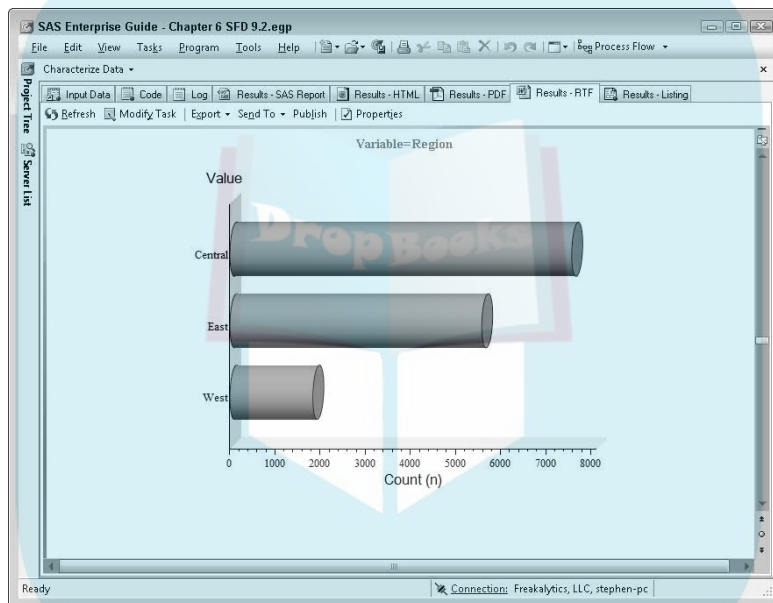 SAS Enterprise Guide - Chapter 6 SFD 9.2.egp
File Edit View Tasks Program Tools Help Process Flow
Characterize Data
Project Tree
Server List
Input Data Code Log Results - SAS Report Results - HTML Results - PDF Results - RTF Results - Listing
Refresh Modify Task Export Send To Publish Properties
Variable=Region
Value
DropBooks
Central
East
West
0 1000 2000 3000 4000 5000 6000 7000 8000
Count (n)
Ready Connection: Freakalytics, LLC, stephen-pc